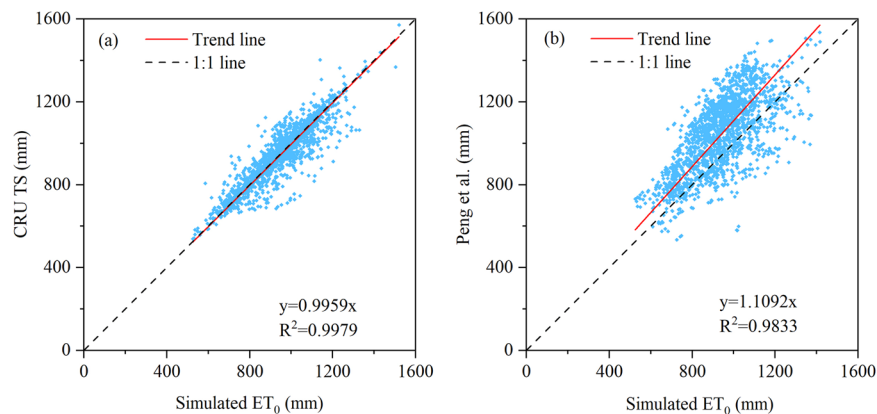 (a)
Trend line
1:1 line
1600
1200
800
400
0
CRU TS (mm)
y=0.9959x
R²=0.9979
0 400 800 1200 1600
Simulated ET₀ (mm)
(b)
Trend line
1:1 line
1600
1200
800
400
0
Peng et al. (mm)
y=1.1092x
R²=0.9833
0 400 800 1200 1600
Simulated ET₀ (mm)